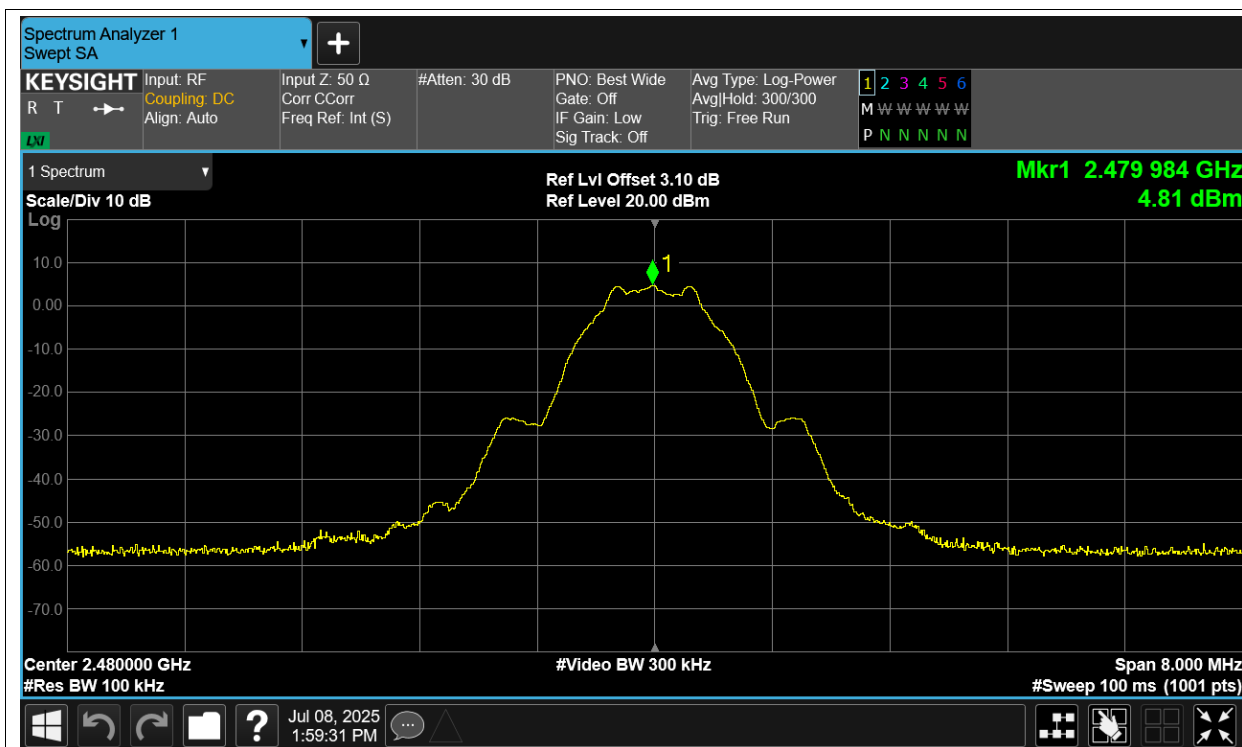 Spectrum Analyzer 1
Swept SA
KEYSIGHT
R T
LXI
Input: RF
Coupling: DC
Align: Auto
Input Z: 50 Ω
Corr CCorr
Freq Ref: Int (S)
#Atten: 30 dB
PNO: Best Wide
Gate: Off
IF Gain: Low
Sig Track: Off
Avg Type: Log-Power
Avg|Hold: 300/300
Trig: Free Run
1 2 3 4 5 6
M W W W W W
P N N N N N
1 Spectrum
Scale/Div 10 dB
Log
Ref Lvl Offset 3.10 dB
Ref Level 20.00 dBm
Mkr1 2.479 984 GHz
4.81 dBm
1
10.0
0.00
-10.0
-20.0
-30.0
-40.0
-50.0
-60.0
-70.0
Center 2.480000 GHz
#Video BW 300 kHz
Span 8.000 MHz
#Res BW 100 kHz
#Sweep 100 ms (1001 pts)
?
Jul 08, 2025
1:59:31 PM